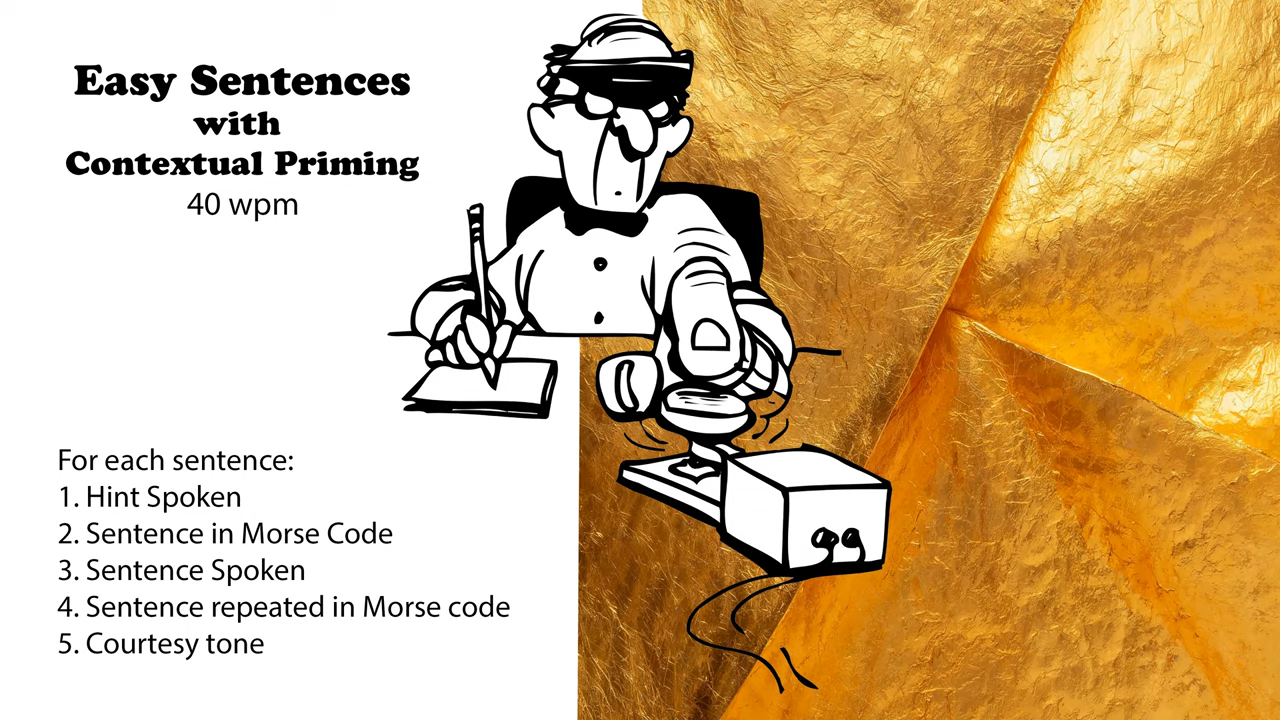 Easy Sentences
with
Contextual Priming
40 wpm
For each sentence:
1. Hint Spoken
2. Sentence in Morse Code
3. Sentence Spoken
4. Sentence repeated in Morse code
5. Courtesy tone